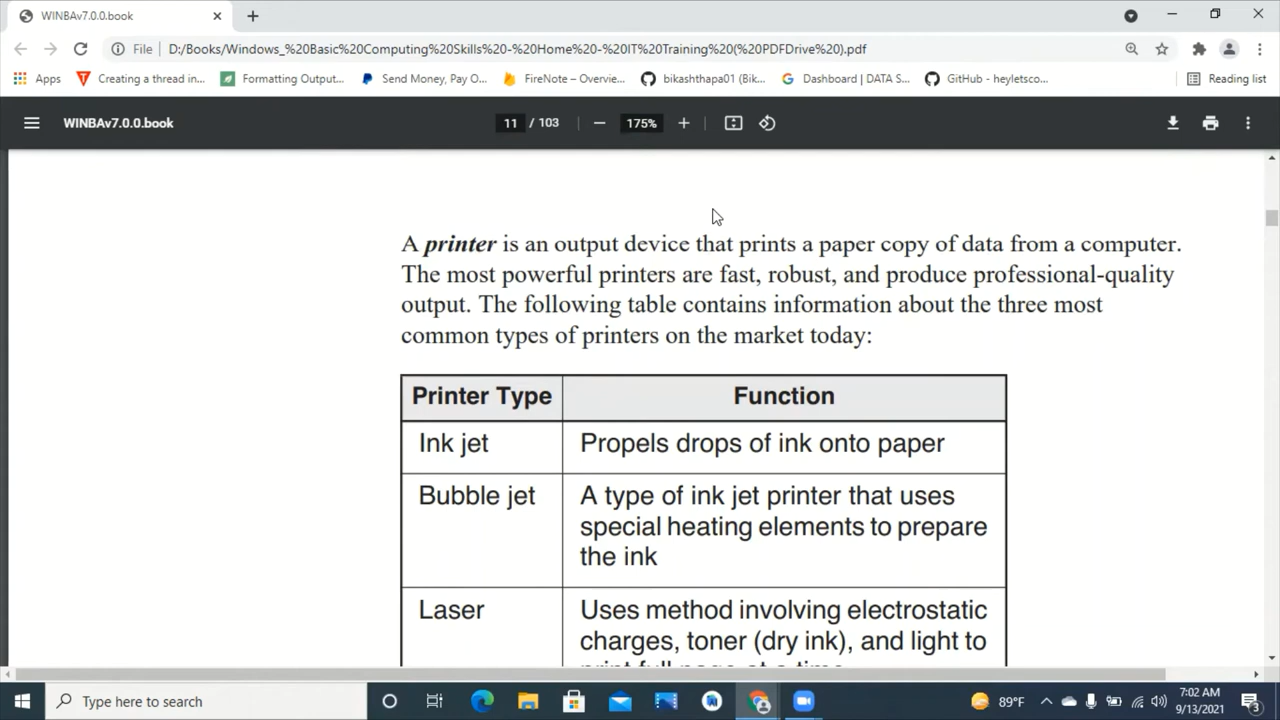 WINBAv7.0.0.book
File D:/Books/Windows_%20Basic%20Computing%20Skills%20-%20Home%20-%20IT%20Training%20(%20PDFDrive%20).pdf
Apps Creating a thread in... Formatting Output... Send Money, Pay O... FireNote – Overvie... bikashthapa01 (Bik... Dashboard | DATA S... GitHub - heyletsco... Reading list
WINBAv7.0.0.book 11 / 103 175%
A printer is an output device that prints a paper copy of data from a computer.
The most powerful printers are fast, robust, and produce professional-quality
output. The following table contains information about the three most
common types of printers on the market today:
Printer Type Function
Ink jet Propels drops of ink onto paper
Bubble jet A type of ink jet printer that uses
special heating elements to prepare
the ink
Laser Uses method involving electrostatic
charges, toner (dry ink), and light to
print full page at a time
Type here to search 89°F 7:02 AM
9/13/2021 3